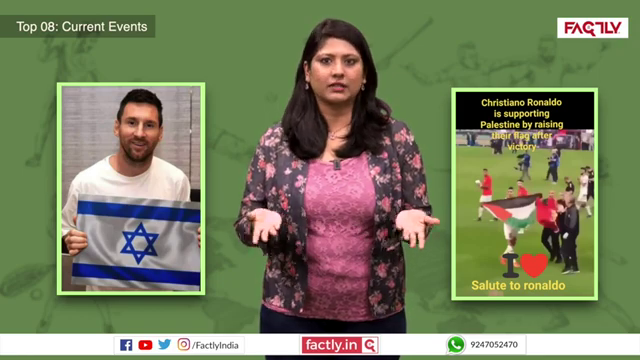 Top 08: Current Events
FACTLY
Christiano Ronaldo
is supporting
Palestine by raising
their flag after
victory-
I
Salute to ronaldo
/FactlyIndia
factly.in
9247052470